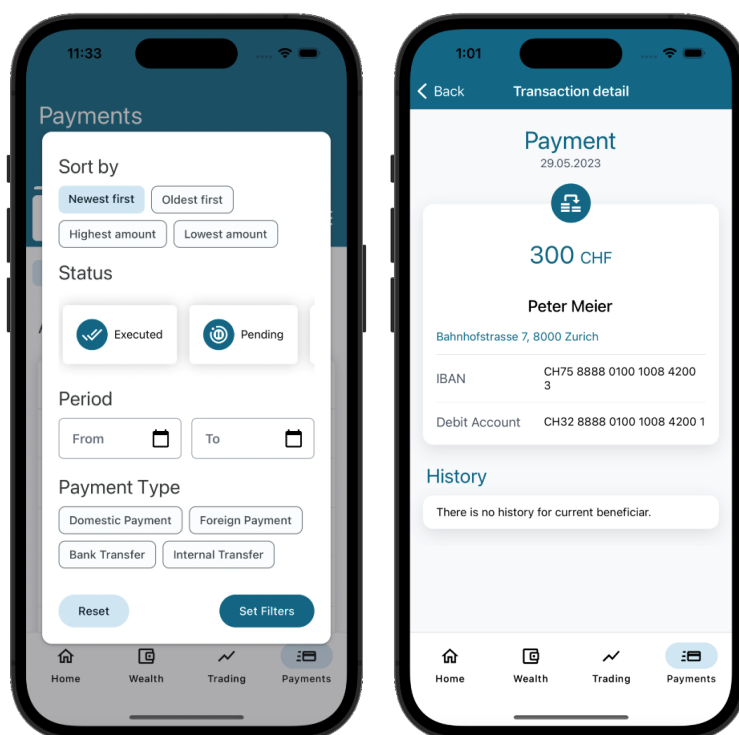 11:33
Payments
Sort by
Newest first
Oldest first
Highest amount
Lowest amount
Status
Executed
Pending
Period
From
To
Payment Type
Domestic Payment
Foreign Payment
Bank Transfer
Internal Transfer
Reset
Set Filters
Home
Wealth
Trading
Payments
1:01
Back
Transaction detail
Payment
29.05.2023
300 CHF
Peter Meier
Bahnhofstrasse 7, 8000 Zurich
IBAN
CH75 8888 0100 1008 4200
3
Debit Account
CH32 8888 0100 1008 4200 1
History
There is no history for current beneficiar.
Home
Wealth
Trading
Payments